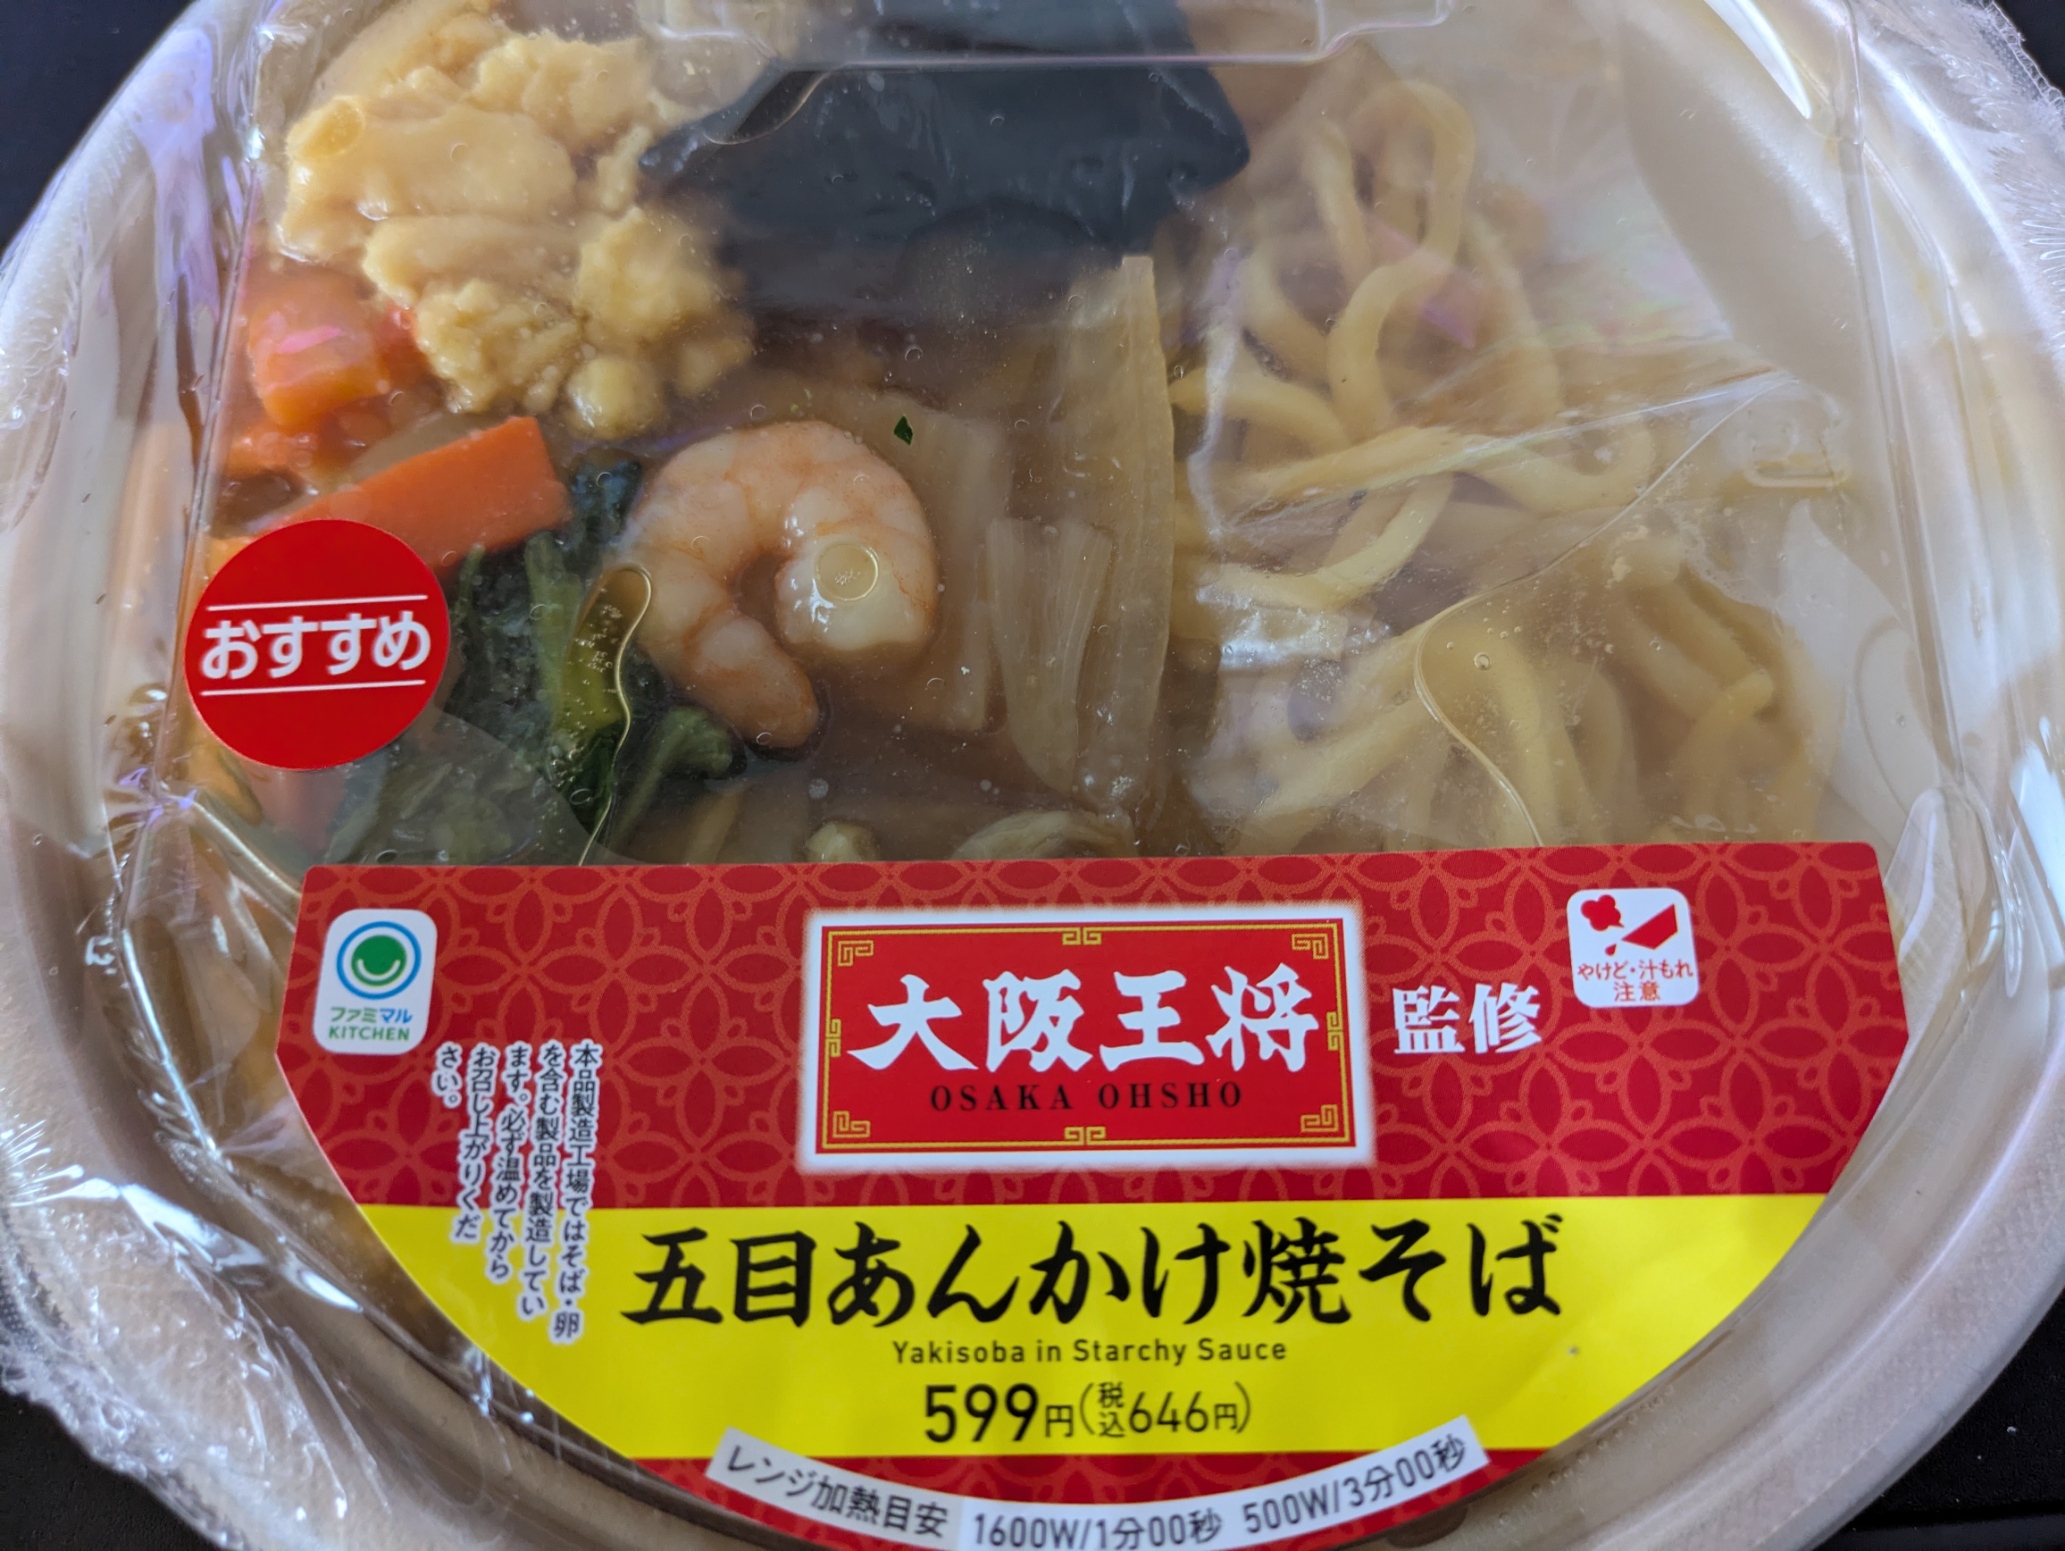 おすすめ
ファミマル
KITCHEN
大阪王将
OSAKA OHSHO
監修
やけど・汁もれ
注意
本品製造工場ではそば・卵
を含む製品を製造してい
ます。必ず温めてから
お召し上がりくだ
さい。
五目あんかけ焼そば
Yakisoba in Starchy Sauce
599円(税込646円)
レンジ加熱目安 1600W/1分00秒 500W/3分00秒